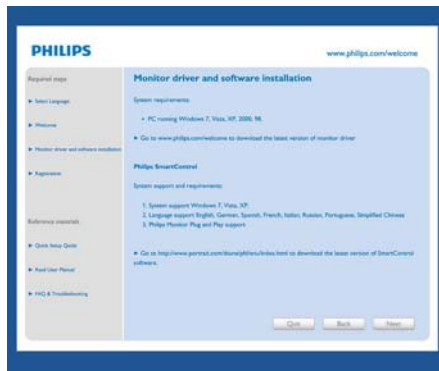 PHILIPS
www.philips.com/welcome
Required steps
Select Language
Welcome
Monitor driver and software installation
Registration
Reference materials
Quick Setup Guide
Read User Manual
FAQ & Troubleshooting
Monitor driver and software installation
System requirements:
• PC running Windows 7, Vista, XP, 2000, 98.
Go to www.philips.com/welcome to download the latest version of monitor driver
Philips SmartControl
System support and requirements:
1. System support Windows 7, Vista, XP.
2. Language support English, German, Spanish, French, Italian, Russian, Portuguese, Simplified Chinese
3. Philips Monitor Plug and Play support
Go to to download the latest version of SmartControl
software.
Quit
Back
Next